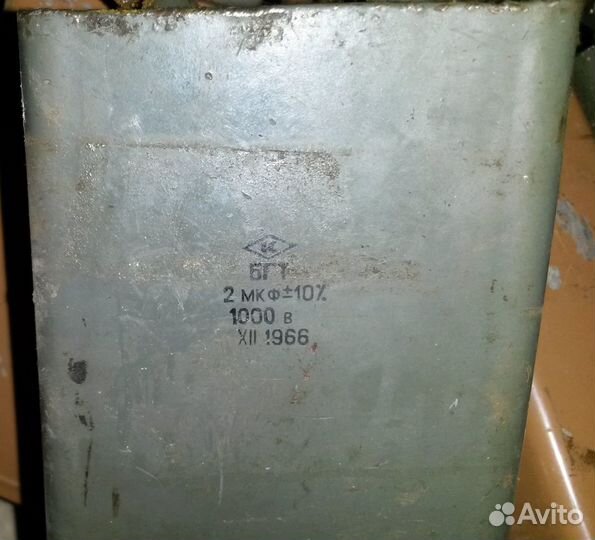 К
БГТ
2 мкф±10%
1000 в
XII 1966
Avito